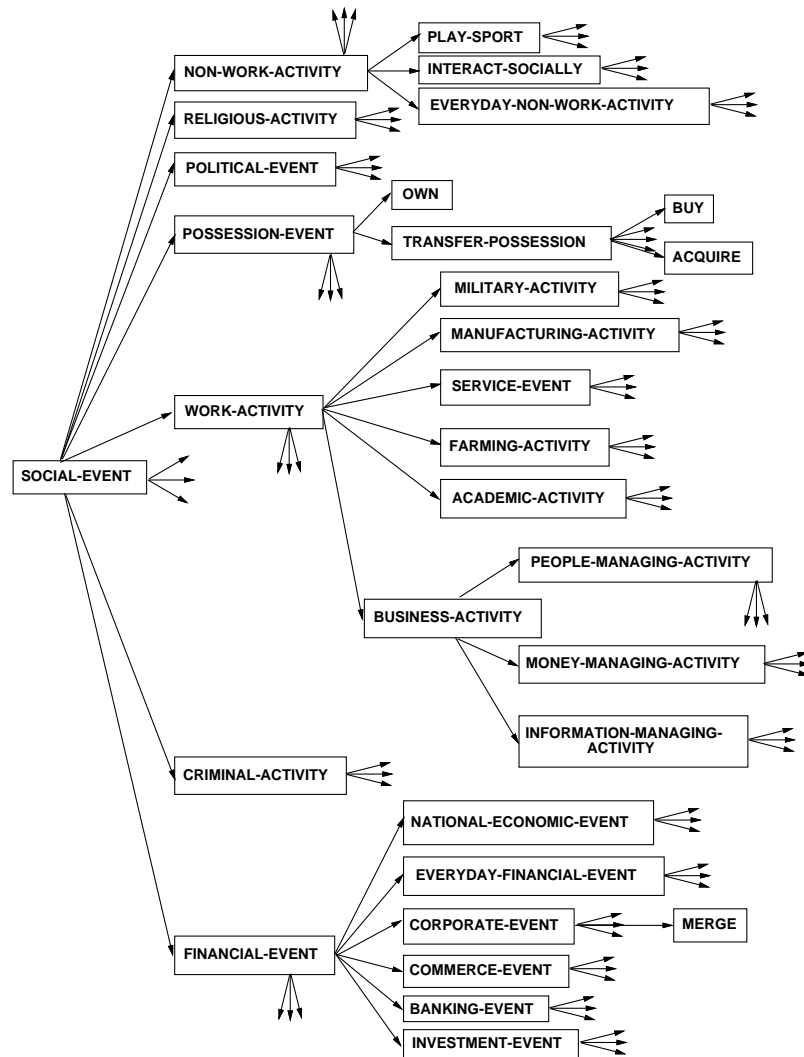 PLAY-SPORT
NON-WORK-ACTIVITY
INTERACT-SOCIALLY
EVERYDAY-NON-WORK-ACTIVITY
RELIGIOUS-ACTIVITY
POLITICAL-EVENT
OWN
BUY
POSSESSION-EVENT
TRANSFER-POSSESSION
ACQUIRE
MILITARY-ACTIVITY
MANUFACTURING-ACTIVITY
SERVICE-EVENT
WORK-ACTIVITY
FARMING-ACTIVITY
SOCIAL-EVENT
ACADEMIC-ACTIVITY
PEOPLE-MANAGING-ACTIVITY
BUSINESS-ACTIVITY
MONEY-MANAGING-ACTIVITY
INFORMATION-MANAGING-
ACTIVITY
CRIMINAL-ACTIVITY
NATIONAL-ECONOMIC-EVENT
EVERYDAY-FINANCIAL-EVENT
CORPORATE-EVENT
MERGE
FINANCIAL-EVENT
COMMERCE-EVENT
BANKING-EVENT
INVESTMENT-EVENT